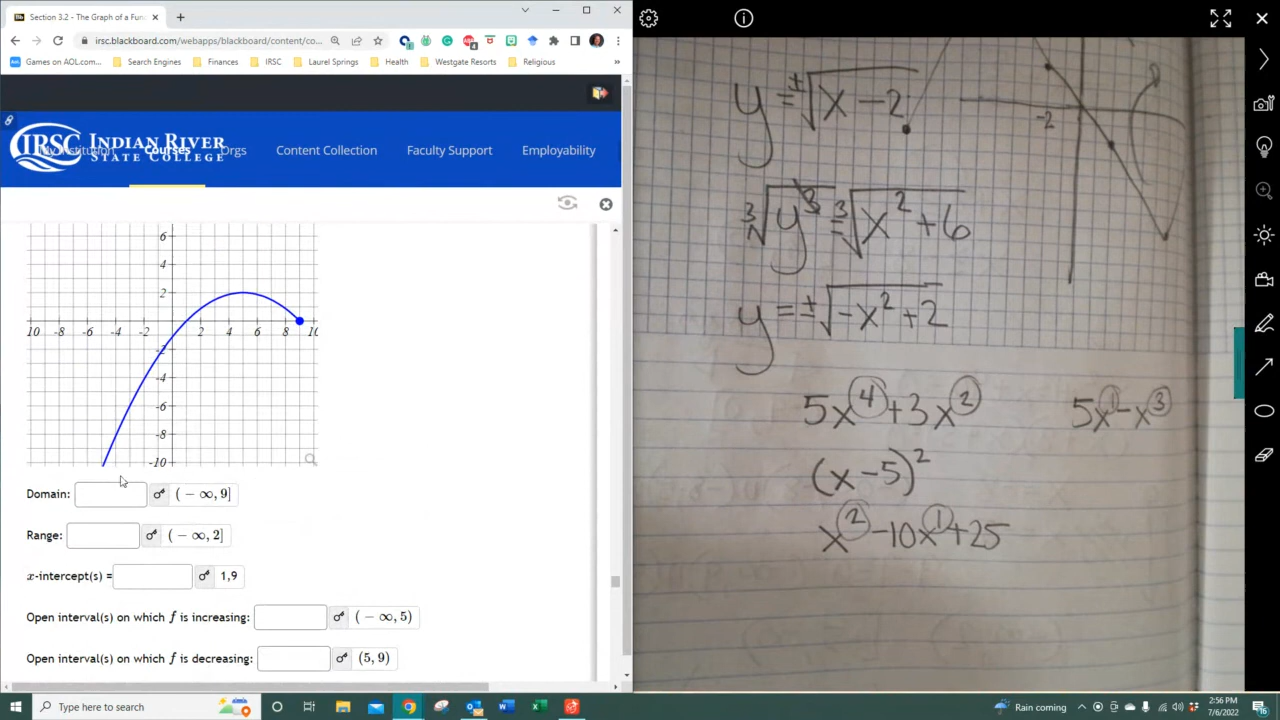 Section 3.2 - The Graph of a Fun
irsc.blackboard.com/webapps/blackboard/content/co...
Games on AOL.com...
Search Engines
Finances
IRSC
Laurel Springs
Health
Westgate Resorts
Religious
IRSC INDIAN RIVER
STATE COLLEGE
My Institution
Courses
Orgs
Content Collection
Faculty Support
Employability
6
4
2
10 -8 -6 -4 -2 2 4 6 8 10
-2
-4
-6
-8
-10
Domain: (-∞, 9]
Range: (-∞, 2]
x-intercept(s) = 1,9
Open interval(s) on which f is increasing: (-∞, 5)
Open interval(s) on which f is decreasing: (5, 9)
y = ±√(x - 2)
-2
∛y³ = ∛(x² + 6)
y = ±√(-x² + 2)
5x⁴ + 3x² 5x¹ - x³
(x - 5)²
x² - 10x¹ + 25
Type here to search
Rain coming
2:56 PM
7/6/2022
16